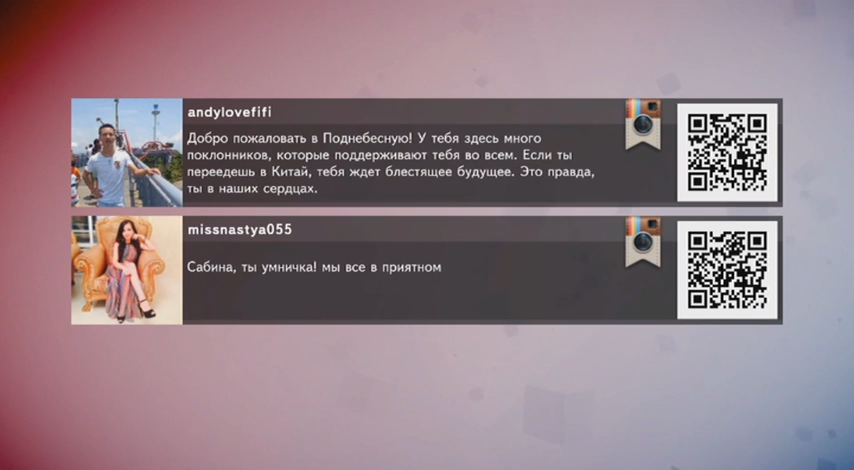 andylovefifi
Добро пожаловать в Поднебесную! У тебя здесь много
поклонников, которые поддерживают тебя во всем. Если ты
переедешь в Китай, тебя ждет блестящее будущее. Это правда,
ты в наших сердцах.
missnastya055
Сабина, ты умничка! мы все в приятном